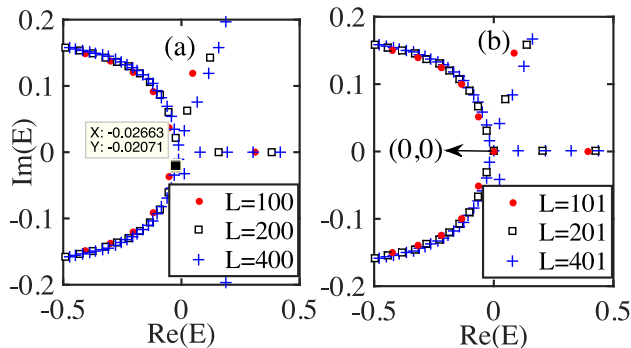 0.2
0.1
0
-0.1
-0.2
Im(E)
(a)
X: -0.02663
Y: -0.02071
L=100
L=200
L=400
-0.5
0
0.5
Re(E)
0.2
0.1
0
-0.1
-0.2
(b)
(0,0)
L=101
L=201
L=401
-0.5
0
0.5
Re(E)